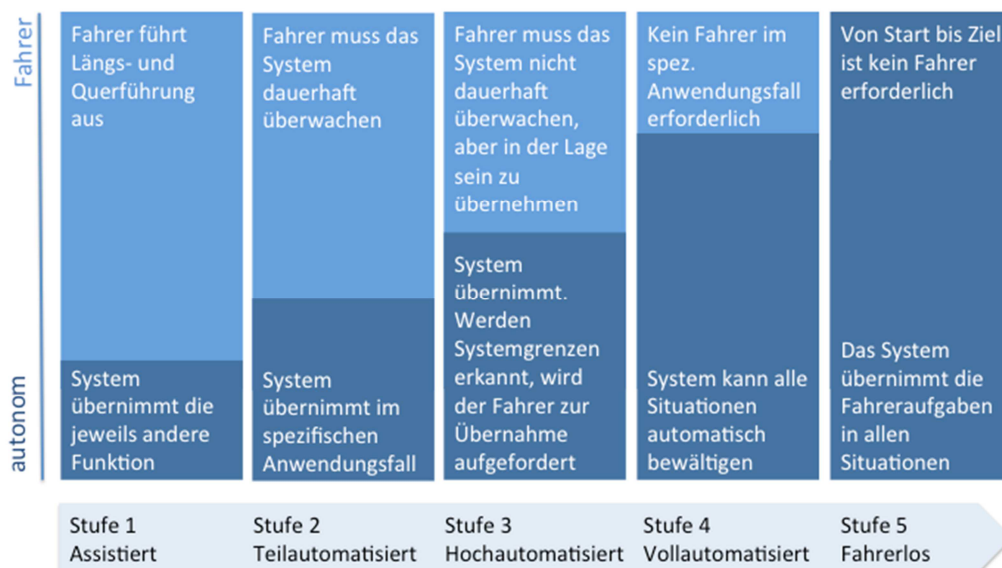 Fahrer
autonom
Fahrer führt
Längs- und
Querführung
aus
System
übernimmt die
jeweils andere
Funktion
Fahrer muss das
System
dauerhaft
überwachen
System
übernimmt im
spezifischen
Anwendungsfall
Fahrer muss das
System nicht
dauerhaft
überwachen,
aber in der Lage
sein zu
übernehmen
System
übernimmt.
Werden
Systemgrenzen
erkannt, wird
der Fahrer zur
Übernahme
aufgefordert
Kein Fahrer im
spez.
Anwendungsfall
erforderlich
System kann alle
Situationen
automatisch
bewältigen
Von Start bis Ziel
ist kein Fahrer
erforderlich
Das System
übernimmt die
Fahreraufgaben
in allen
Situationen
Stufe 1
Assistiert
Stufe 2
Teilautomatisiert
Stufe 3
Hochautomatisiert
Stufe 4
Vollautomatisiert
Stufe 5
Fahrerlos